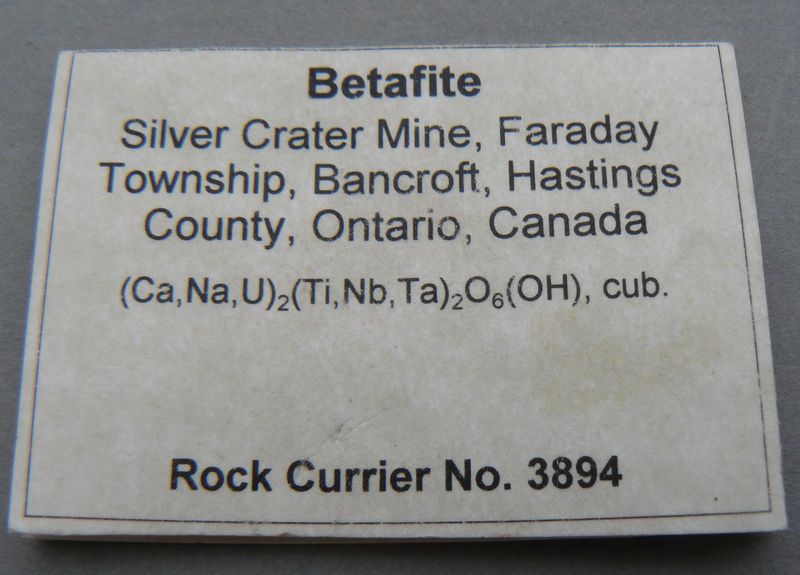 Betafite
Silver Crater Mine, Faraday
Township, Bancroft, Hastings
County, Ontario, Canada
(Ca,Na,U)₂(Ti,Nb,Ta)₂O₆(OH), cub.
Rock Currier No. 3894